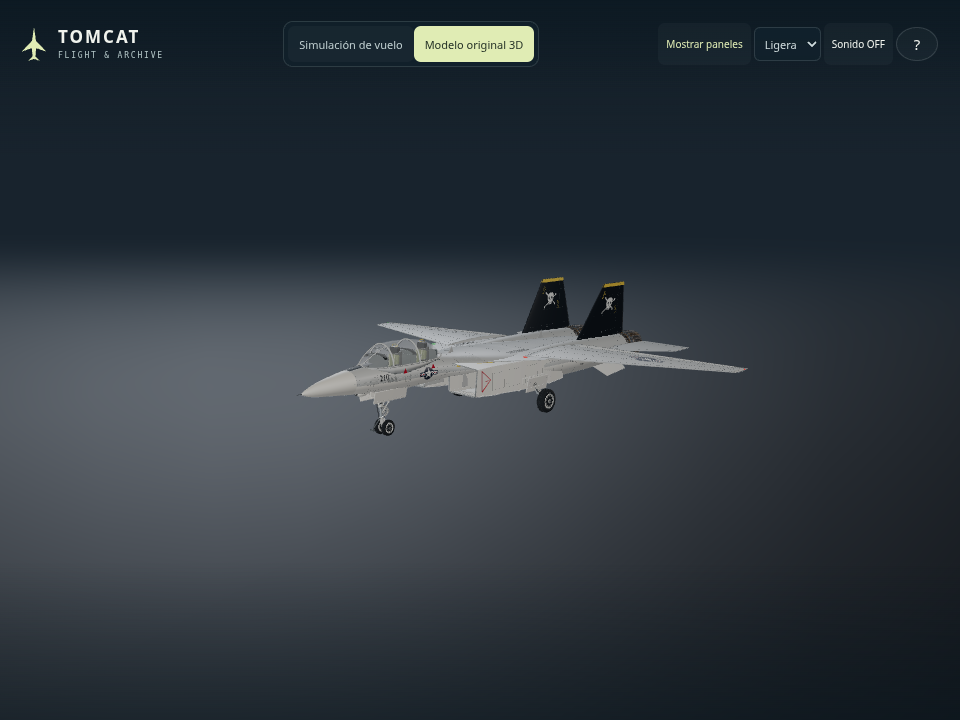 TOMCAT
FLIGHT & ARCHIVE
Simulación de vuelo
Modelo original 3D
Mostrar paneles
Ligera
Sonido OFF
?